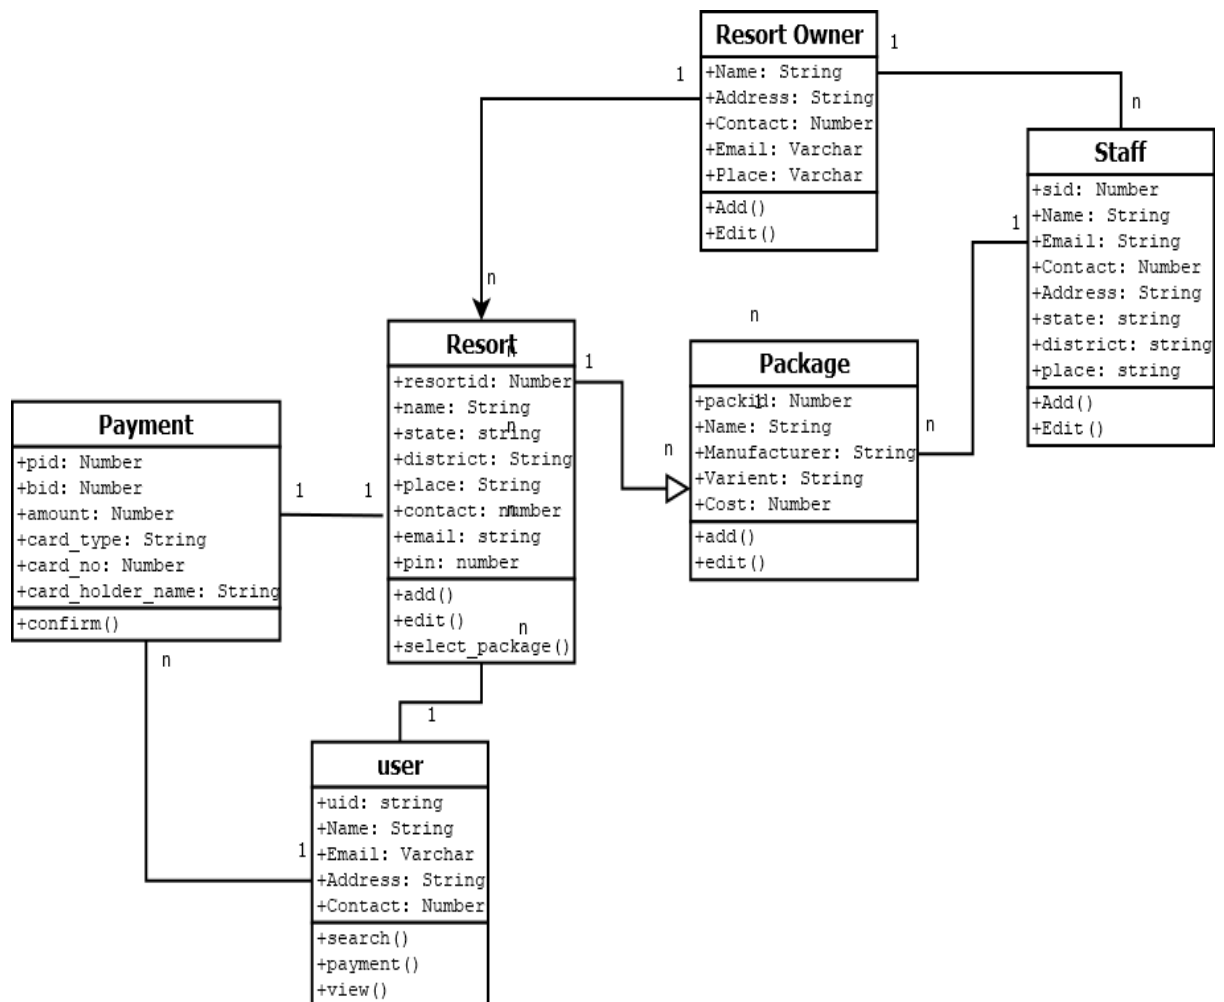 Resort Owner
+Name: String
+Address: String
+Contact: Number
+Email: Varchar
+Place: Varchar
+Add()
+Edit()
1
1
n
n
Staff
+sid: Number
+Name: String
+Email: String
+Contact: Number
+Address: String
+state: string
+district: string
+place: string
+Add()
+Edit()
1
n
Resort
n
+resortid: Number
+name: String
+state: string
n
+district: String
+place: String
+contact: number
n
+email: string
+pin: number
+add()
+edit()
n
+select_package()
1
n
n
Package
+packid: Number
1
+Name: String
+Manufacturer: String
+Varient: String
+Cost: Number
+add()
+edit()
n
Payment
+pid: Number
+bid: Number
+amount: Number
+card_type: String
+card_no: Number
+card_holder_name: String
+confirm()
1
1
n
1
1
user
+uid: string
+Name: String
+Email: Varchar
+Address: String
+Contact: Number
+search()
+payment()
+view()